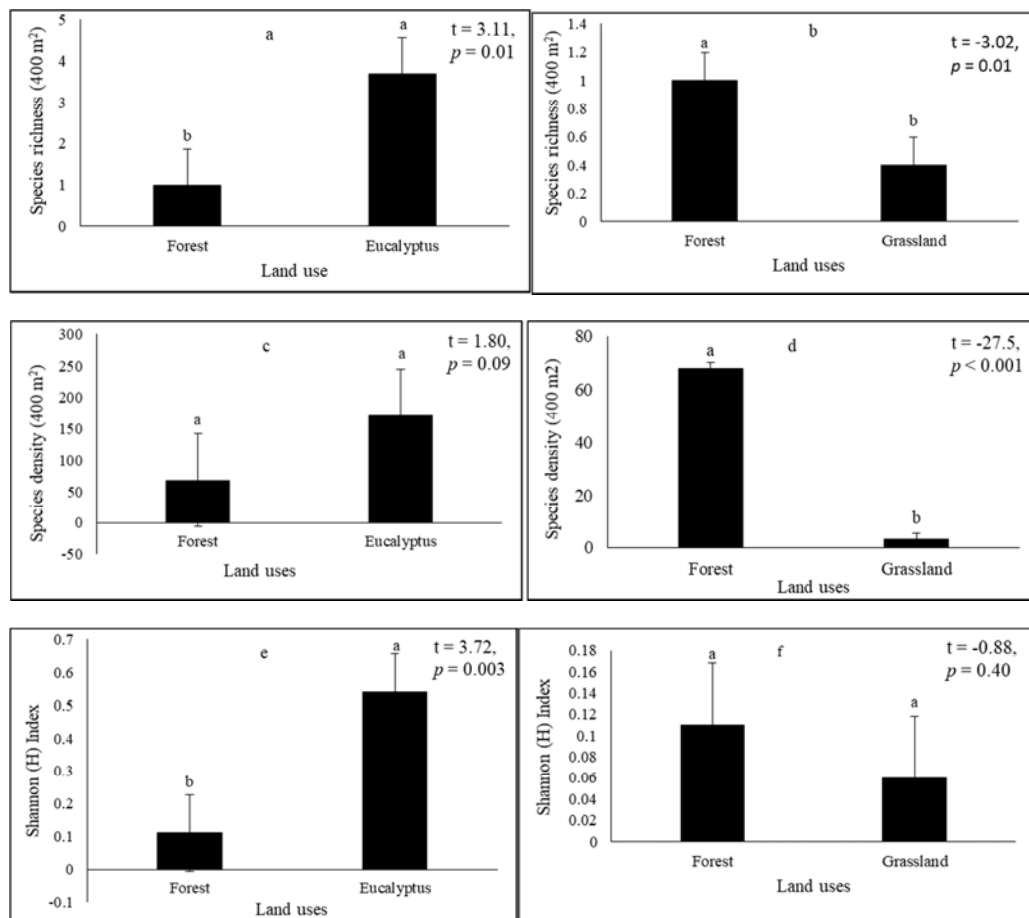 a
t = 3.11,
p = 0.01
Species richness (400 m²)
5
4
3
2
1
0
b
a
Forest
Eucalyptus
Land use
b
t = -3.02,
p = 0.01
Species richness (400 m²)
1.4
1.2
1
0.8
0.6
0.4
0.2
0
a
b
Forest
Grassland
Land uses
c
t = 1.80,
p = 0.09
Species density (400 m²)
300
250
200
150
100
50
0
-50
a
a
Forest
Eucalyptus
Land uses
d
t = -27.5,
p < 0.001
Species density (400 m2)
80
60
40
20
0
a
b
Forest
Grassland
Land uses
e
t = 3.72,
p = 0.003
Shannon (H) Index
0.7
0.6
0.5
0.4
0.3
0.2
0.1
0
-0.1
b
a
Forest
Eucalyptus
Land uses
f
t = -0.88,
p = 0.40
Shannon (H) Index
0.18
0.16
0.14
0.12
0.1
0.08
0.06
0.04
0.02
0
a
a
Forest
Grassland
Land uses